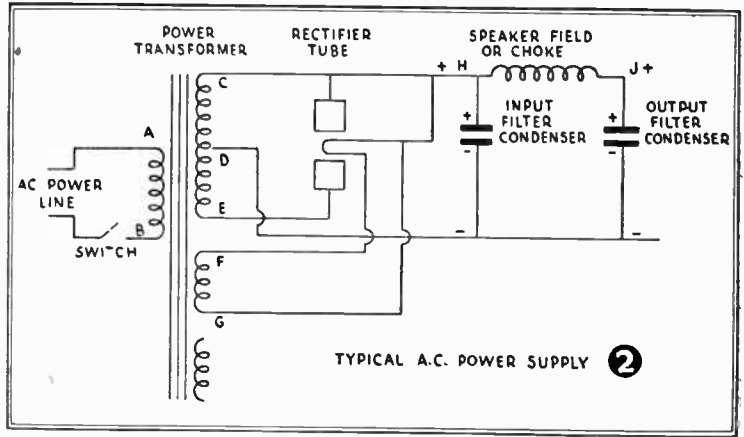 POWER
TRANSFORMER
RECTIFIER
TUBE
SPEAKER FIELD
OR CHOKE
C
+ H
J +
A
+
INPUT
FILTER
CONDENSER
-
+
OUTPUT
FILTER
CONDENSER
-
D
AC POWER
LINE
E
B
SWITCH
-
-
F
G
TYPICAL A.C. POWER SUPPLY 2